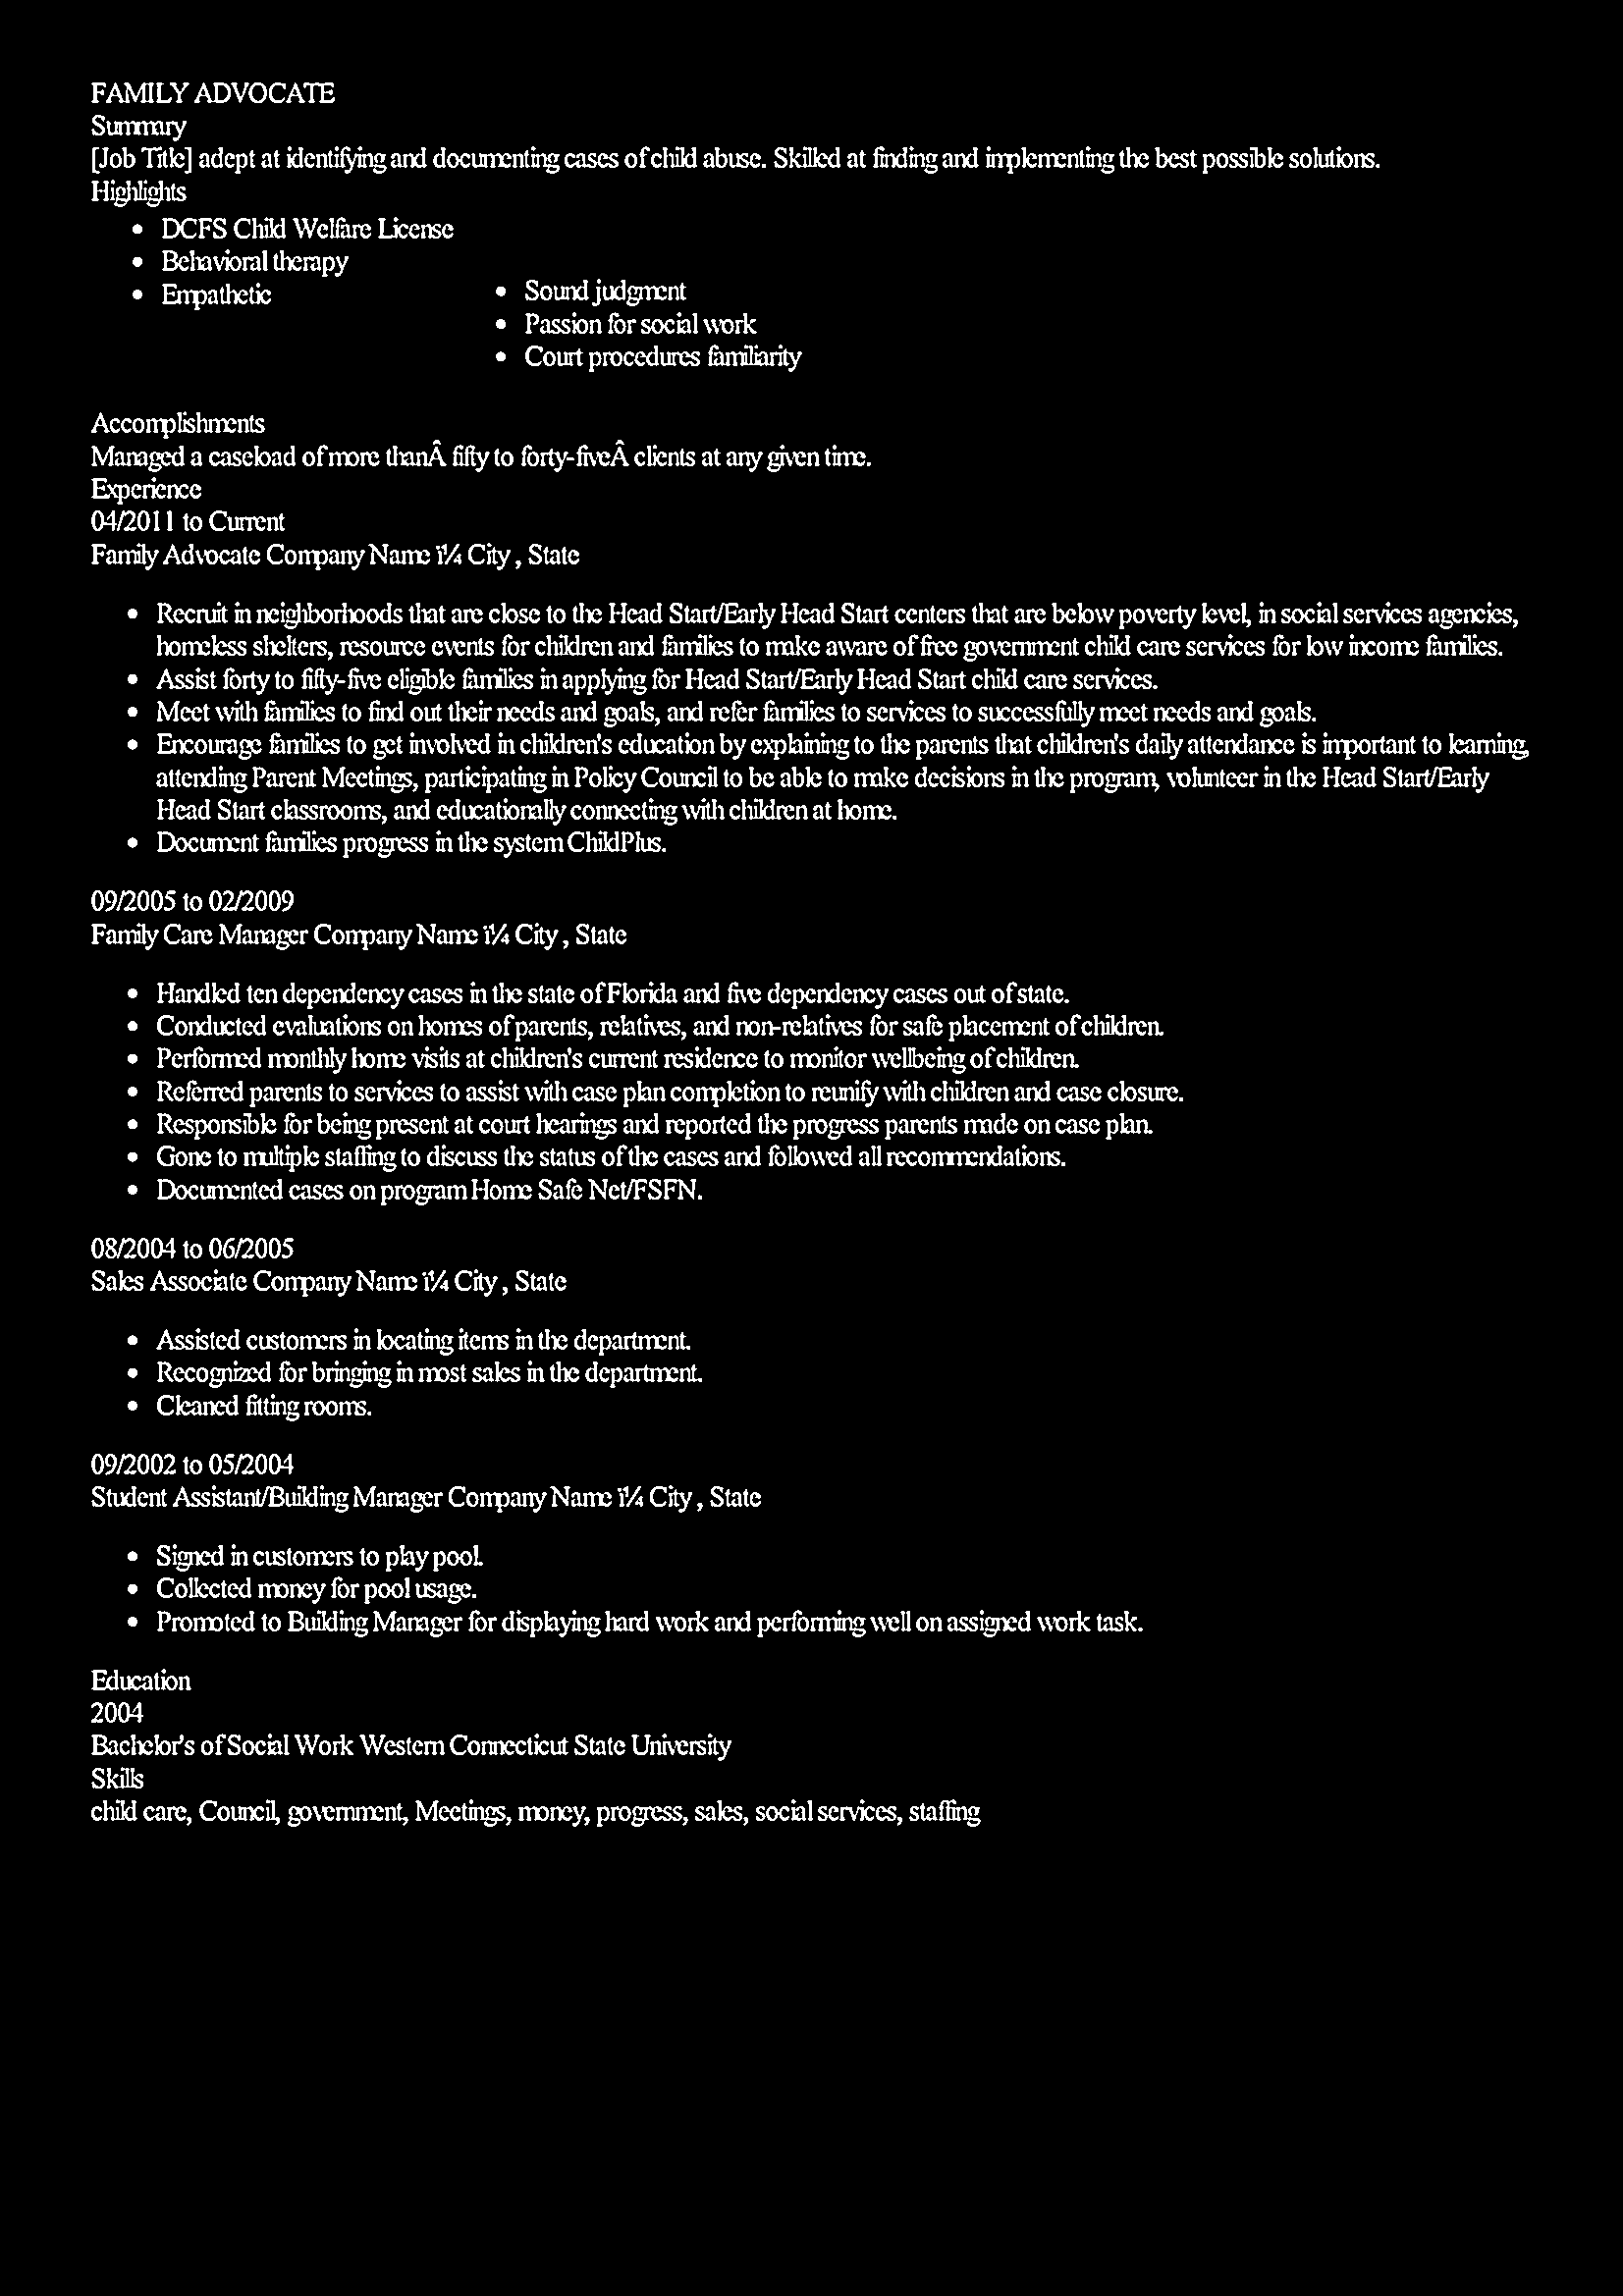 FAMILY ADVOCATE
Summary
[Job Title] adept at identifying and documenting cases of child abuse. Skilled at finding and implementing the best possible solutions.
Highlights
• DCFS Child Welfare License
• Behavioral therapy
• Empathetic
• Sound judgment
• Passion for social work
• Court procedures familiarity
Accomplishments
Managed a caseload of more thanÂ fifty to forty-fiveÂ clients at any given time.
Experience
04/2011 to Current
Family Advocate Company Name ï¼ City , State
• Recruit in neighborhoods that are close to the Head Start/Early Head Start centers that are below poverty level, in social services agencies,
homeless shelters, resource events for children and families to make aware of free government child care services for low income families.
• Assist forty to fifty-five eligible families in applying for Head Start/Early Head Start child care services.
• Meet with families to find out their needs and goals, and refer families to services to successfully meet needs and goals.
• Encourage families to get involved in children's education by explaining to the parents that children's daily attendance is important to learning,
attending Parent Meetings, participating in Policy Council to be able to make decisions in the program, volunteer in the Head Start/Early
Head Start classrooms, and educationally connecting with children at home.
• Document families progress in the system ChildPlus.
09/2005 to 02/2009
Family Care Manager Company Name ï¼ City , State
• Handled ten dependency cases in the state of Florida and five dependency cases out of state.
• Conducted evaluations on homes of parents, relatives, and non-relatives for safe placement of children.
• Performed monthly home visits at children's current residence to monitor wellbeing of children.
• Referred parents to services to assist with case plan completion to reunify with children and case closure.
• Responsible for being present at court hearings and reported the progress parents made on case plan.
• Gone to multiple staffing to discuss the status of the cases and followed all recommendations.
• Documented cases on program Home Safe Net/FSFN.
08/2004 to 06/2005
Sales Associate Company Name ï¼ City , State
• Assisted customers in locating items in the department.
• Recognized for bringing in most sales in the department.
• Cleaned fitting rooms.
09/2002 to 05/2004
Student Assistant/Building Manager Company Name ï¼ City , State
• Signed in customers to play pool.
• Collected money for pool usage.
• Promoted to Building Manager for displaying hard work and performing well on assigned work task.
Education
2004
Bachelor's of Social Work Western Connecticut State University
Skills
child care, Council, government, Meetings, money, progress, sales, social services, staffing